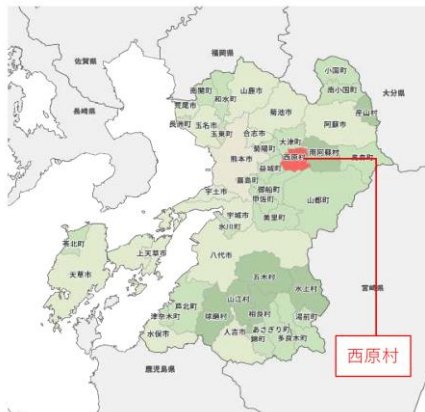 福岡県
佐賀県
小国町
南小国町
大分県
南関町
山鹿市
和水町
荒尾市
産山村
長崎県
菊池市
長洲町
玉名市
阿蘇市
玉東町
合志市
大津町
菊陽町
南阿蘇村
熊本市
西原村
高森町
益城町
嘉島町
御船町
宇土市
甲佐町
山都町
宇城市
美里町
氷川町
上天草市
八代市
苓北町
天草市
五木村
水上村
宮崎県
山江村
芦北町
相良村
湯前町
津奈木町
球磨村
あさぎり町
水俣市
人吉市
錦町
多良木町
鹿児島県
西原村